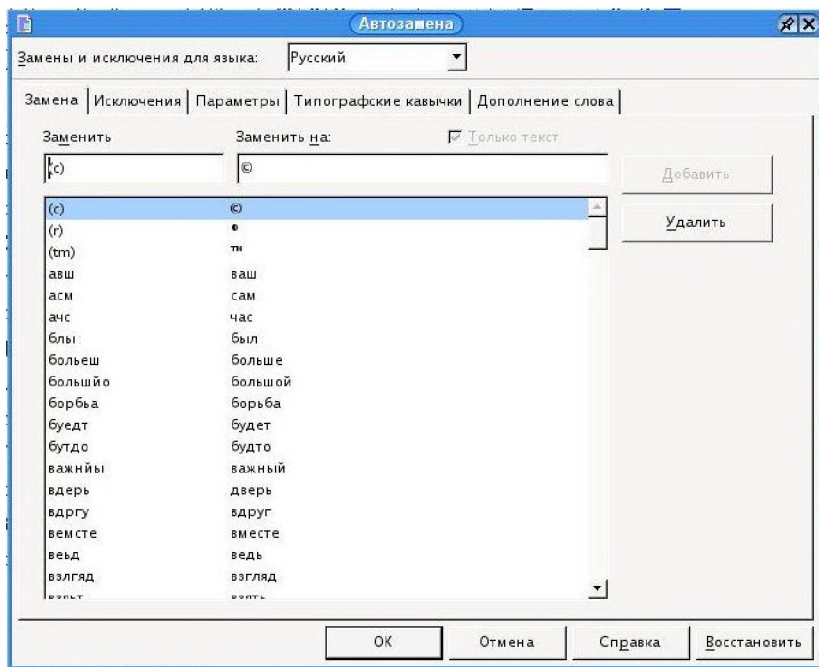 Автозамена
Замены и исключения для языка: Русский
Замена Исключения Параметры Типографские кавычки Дополнение слова
Заменить Заменить на: Только текст
(c) ©
Добавить
(c) ©
Удалить
(r) ®
(tm) ™
авш ваш
асм сам
ачс час
блы был
больеш больше
большйо большой
борбьа борьба
буедт будет
бутдо будто
важнйы важный
вдерь дверь
вдргу вдруг
вемсте вместе
веьд ведь
взлгяд взгляд
OK Отмена Справка Восстановить